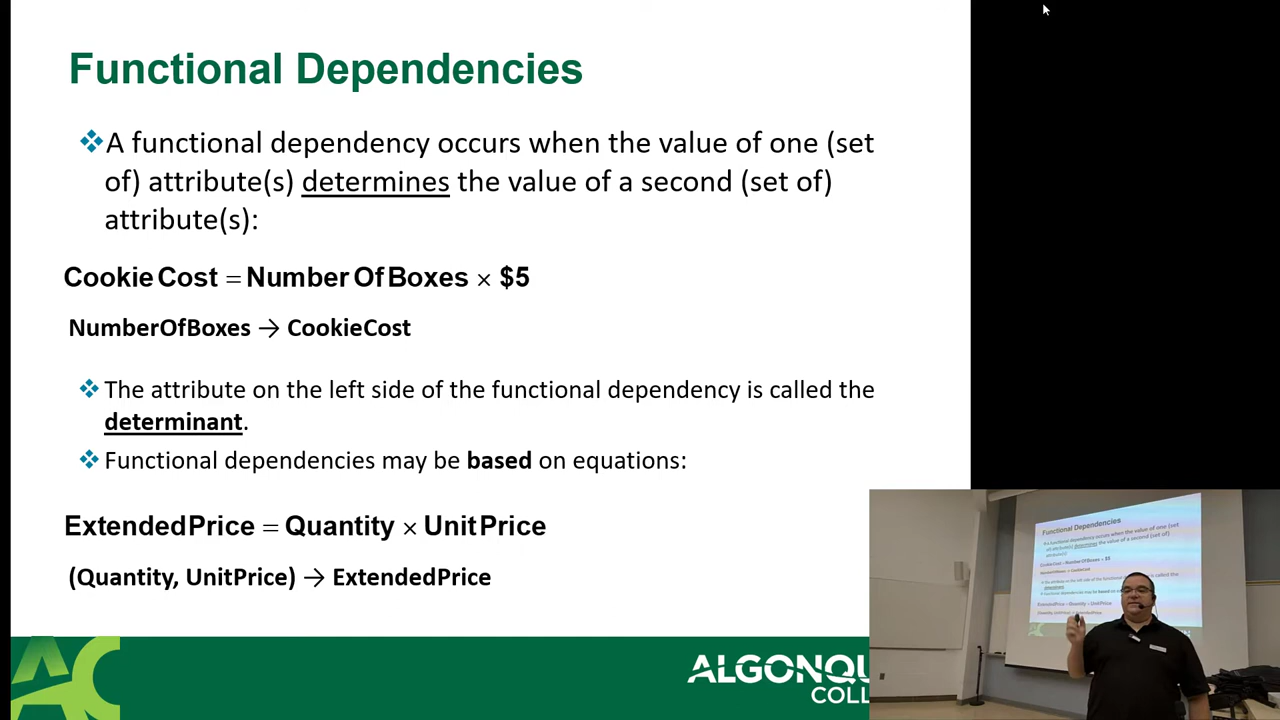 Functional Dependencies
❖A functional dependency occurs when the value of one (set
of) attribute(s) determines the value of a second (set of)
attribute(s):
Cookie Cost = Number Of Boxes × $5
NumberOfBoxes → CookieCost
❖ The attribute on the left side of the functional dependency is called the
determinant.
❖ Functional dependencies may be based on equations:
ExtendedPrice = Quantity × UnitPrice
(Quantity, UnitPrice) → ExtendedPrice
AC
ALGONQU
COLL
Functional Dependencies